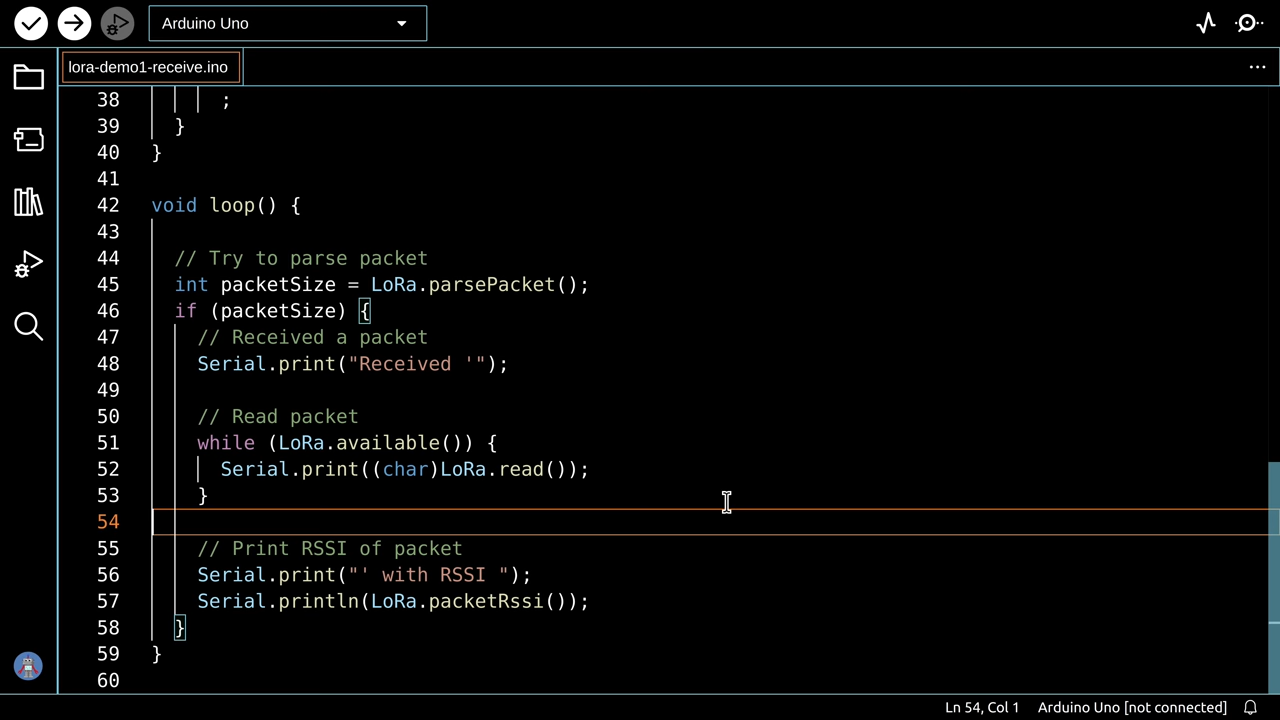 Arduino Uno
lora-demo1-receive.ino
38 ;
39 }
40 }
41
42 void loop() {
43
44 // Try to parse packet
45 int packetSize = LoRa.parsePacket();
46 if (packetSize) {
47 // Received a packet
48 Serial.print("Received '");
49
50 // Read packet
51 while (LoRa.available()) {
52 Serial.print((char)LoRa.read());
53 }
54
55 // Print RSSI of packet
56 Serial.print("' with RSSI ");
57 Serial.println(LoRa.packetRssi());
58 }
59 }
60
Ln 54, Col 1 Arduino Uno [not connected]